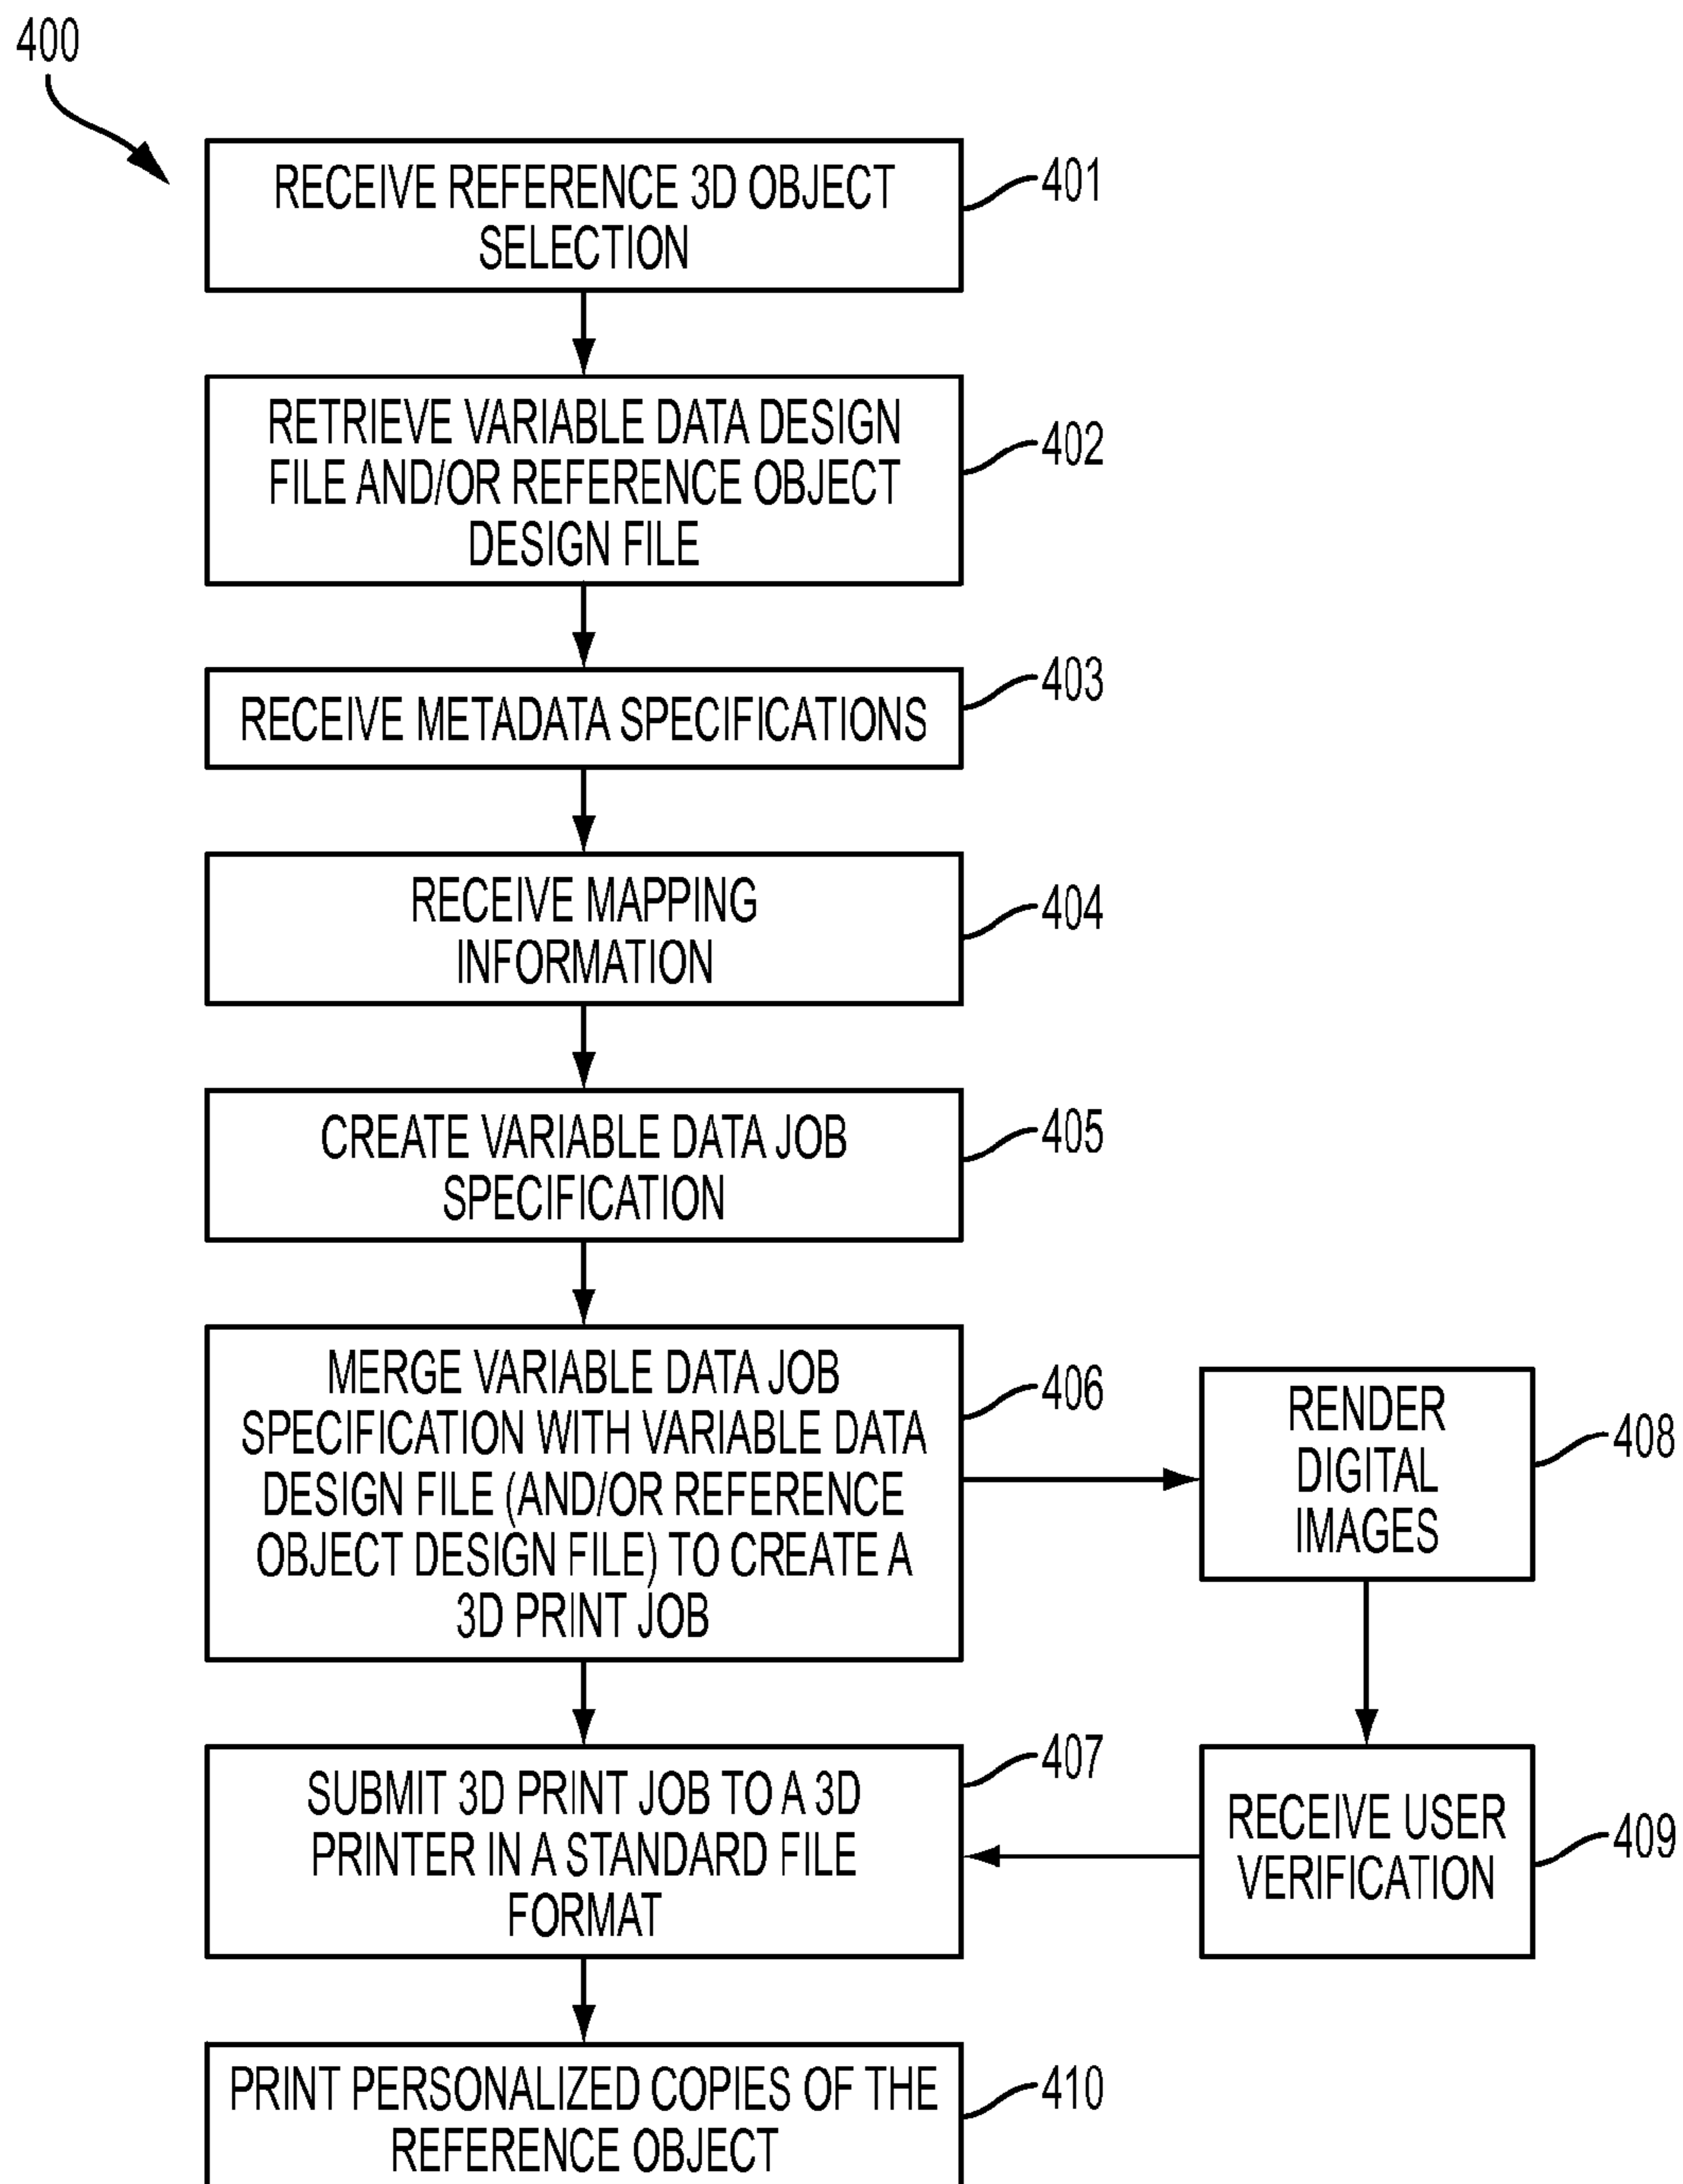 400
RECEIVE REFERENCE 3D OBJECT
SELECTION
401
RETRIEVE VARIABLE DATA DESIGN
FILE AND/OR REFERENCE OBJECT
DESIGN FILE
402
RECEIVE METADATA SPECIFICATIONS
403
RECEIVE MAPPING
INFORMATION
404
CREATE VARIABLE DATA JOB
SPECIFICATION
405
MERGE VARIABLE DATA JOB
SPECIFICATION WITH VARIABLE DATA
DESIGN FILE (AND/OR REFERENCE
OBJECT DESIGN FILE) TO CREATE A
3D PRINT JOB
406
RENDER
DIGITAL
IMAGES
408
SUBMIT 3D PRINT JOB TO A 3D
PRINTER IN A STANDARD FILE
FORMAT
407
RECEIVE USER
VERIFICATION
409
PRINT PERSONALIZED COPIES OF THE
REFERENCE OBJECT
410